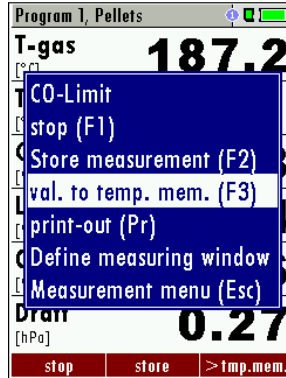 Program 1, Pellets
T-gas 187.2
CO-Limit
stop (F1)
Store measurement (F2)
val. to temp. mem. (F3)
print-out (Pr)
Define measuring window
Measurement menu (Esc)
Draft 0.27
[hPa]
stop store >tmp.mem.